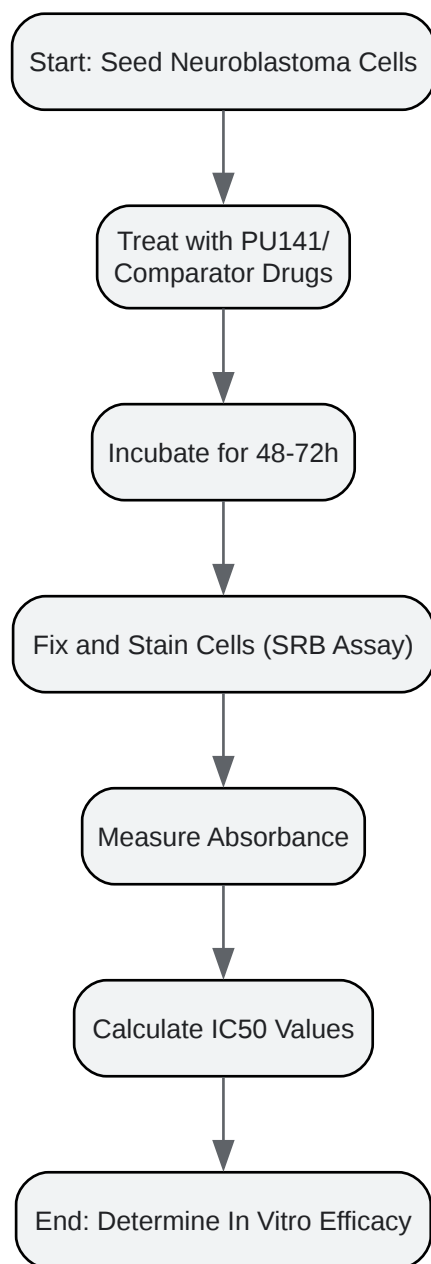 Start: Seed Neuroblastoma Cells
Treat with PU141/
Comparator Drugs
Incubate for 48-72h
Fix and Stain Cells (SRB Assay)
Measure Absorbance
Calculate IC50 Values
End: Determine In Vitro Efficacy